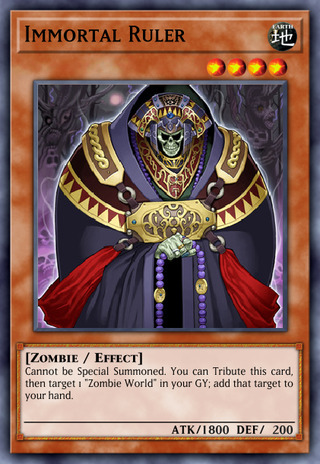 Immortal Ruler
EARTH
地
[Zombie / Effect]
Cannot be Special Summoned. You can Tribute this card,
then target 1 "Zombie World" in your GY; add that target to
your hand.
ATK/1800 DEF/ 200